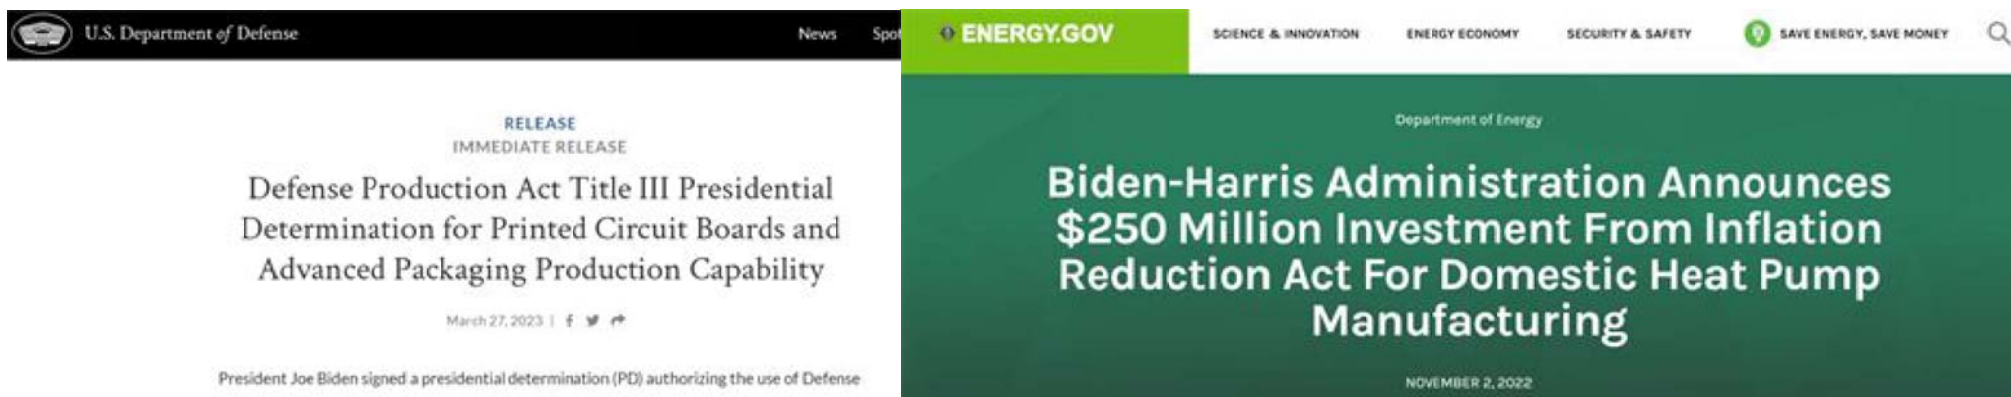 U.S. Department of Defense
News Spot
RELEASE
IMMEDIATE RELEASE
Defense Production Act Title III Presidential
Determination for Printed Circuit Boards and
Advanced Packaging Production Capability
March 27, 2023 |
President Joe Biden signed a presidential determination (PD) authorizing the use of Defense
ENERGY.GOV
SCIENCE & INNOVATION ENERGY ECONOMY SECURITY & SAFETY SAVE ENERGY, SAVE MONEY
Department of Energy
Biden-Harris Administration Announces
$250 Million Investment From Inflation
Reduction Act For Domestic Heat Pump
Manufacturing
NOVEMBER 2, 2022